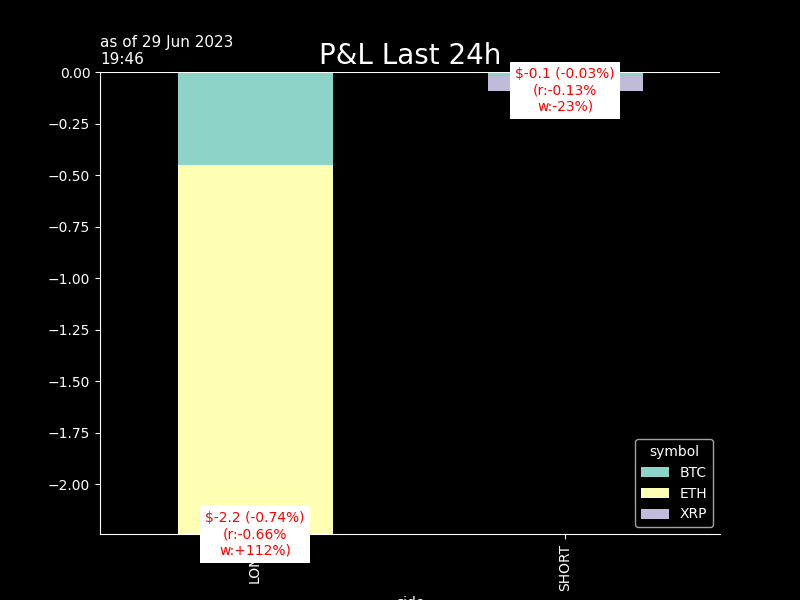 as of 29 Jun 2023
19:46
P&L Last 24h
0.00
−0.25
−0.50
−0.75
−1.00
−1.25
−1.50
−1.75
−2.00
$-0.1 (-0.03%)
(r:-0.13%
w:-23%)
$-2.2 (-0.74%)
(r:-0.66%
w:+112%)
symbol
BTC
ETH
XRP
SHORT